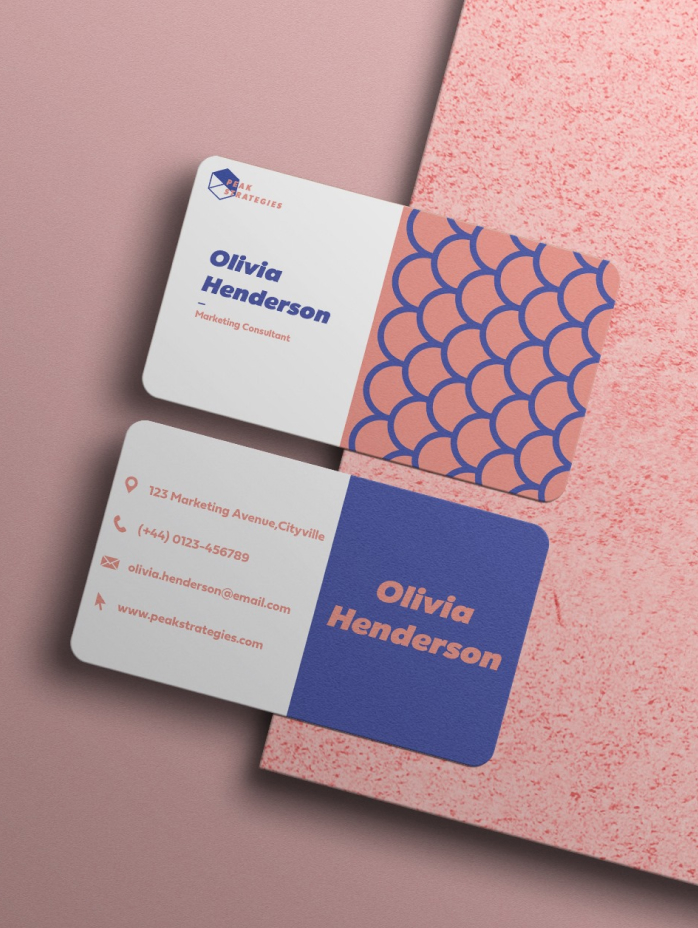 PEAK
STRATEGIES
Olivia
Henderson
Marketing Consultant
123 Marketing Avenue,Cityville
(+44) 0123-456789
olivia.henderson@email.com
www.peakstrategies.com
Olivia
Henderson